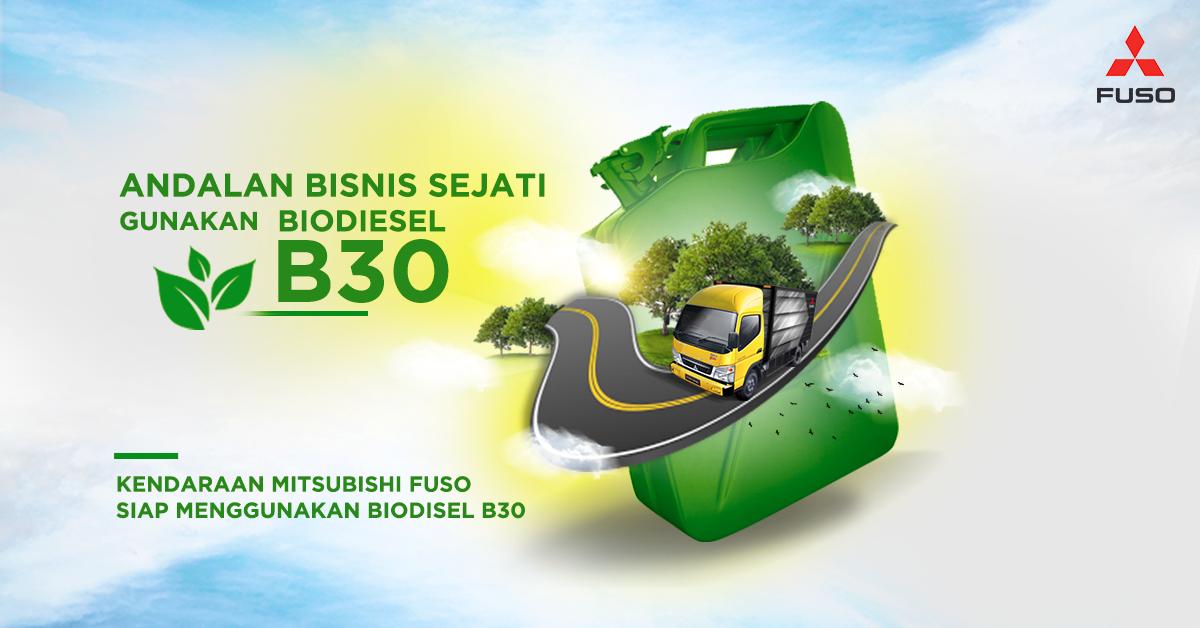 FUSO
ANDALAN BISNIS SEJATI
GUNAKAN BIODIESEL
B30
KENDARAAN MITSUBISHI FUSO
SIAP MENGGUNAKAN BIODISEL B30